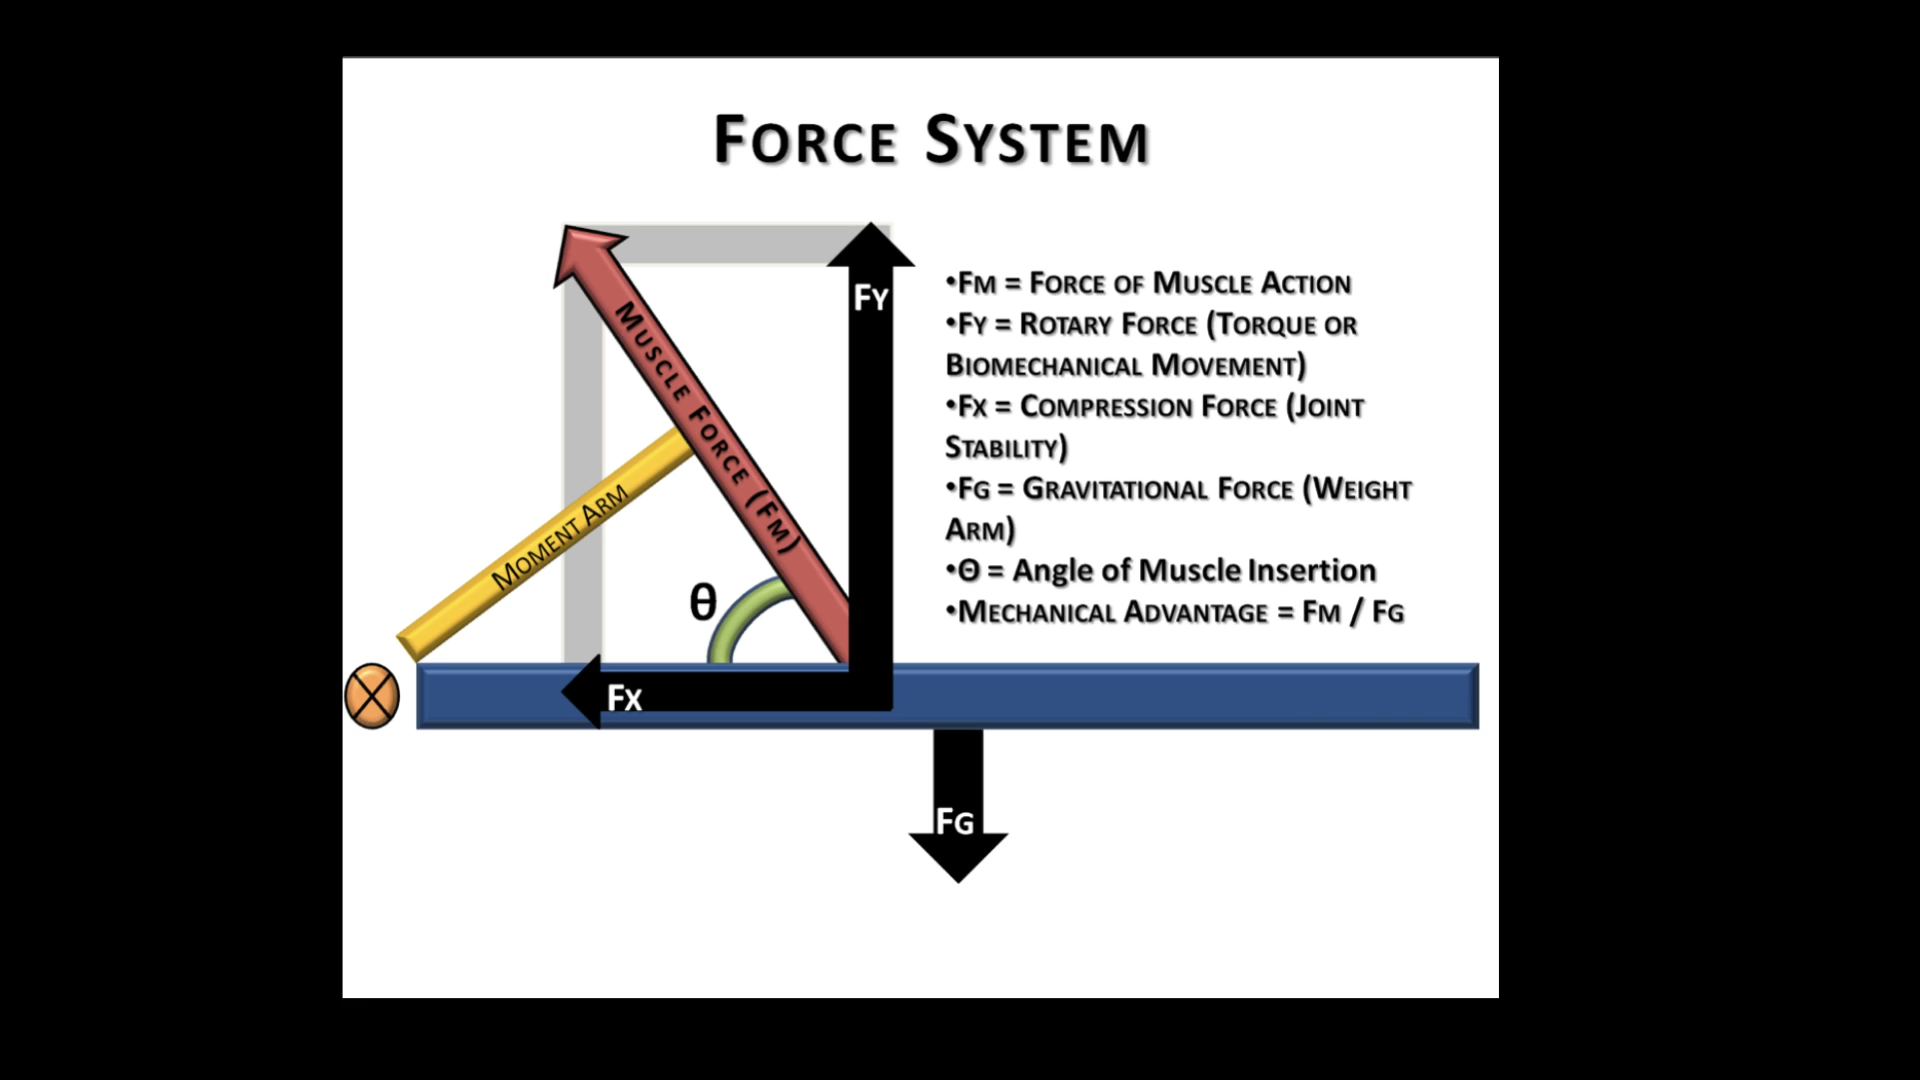 FORCE SYSTEM
FY
MUSCLE FORCE (FM)
MOMENT ARM
θ
FX
FG
•FM = FORCE OF MUSCLE ACTION
•FY = ROTARY FORCE (TORQUE OR
BIOMECHANICAL MOVEMENT)
•FX = COMPRESSION FORCE (JOINT
STABILITY)
•FG = GRAVITATIONAL FORCE (WEIGHT
ARM)
•Θ = Angle of Muscle Insertion
•MECHANICAL ADVANTAGE = FM / FG